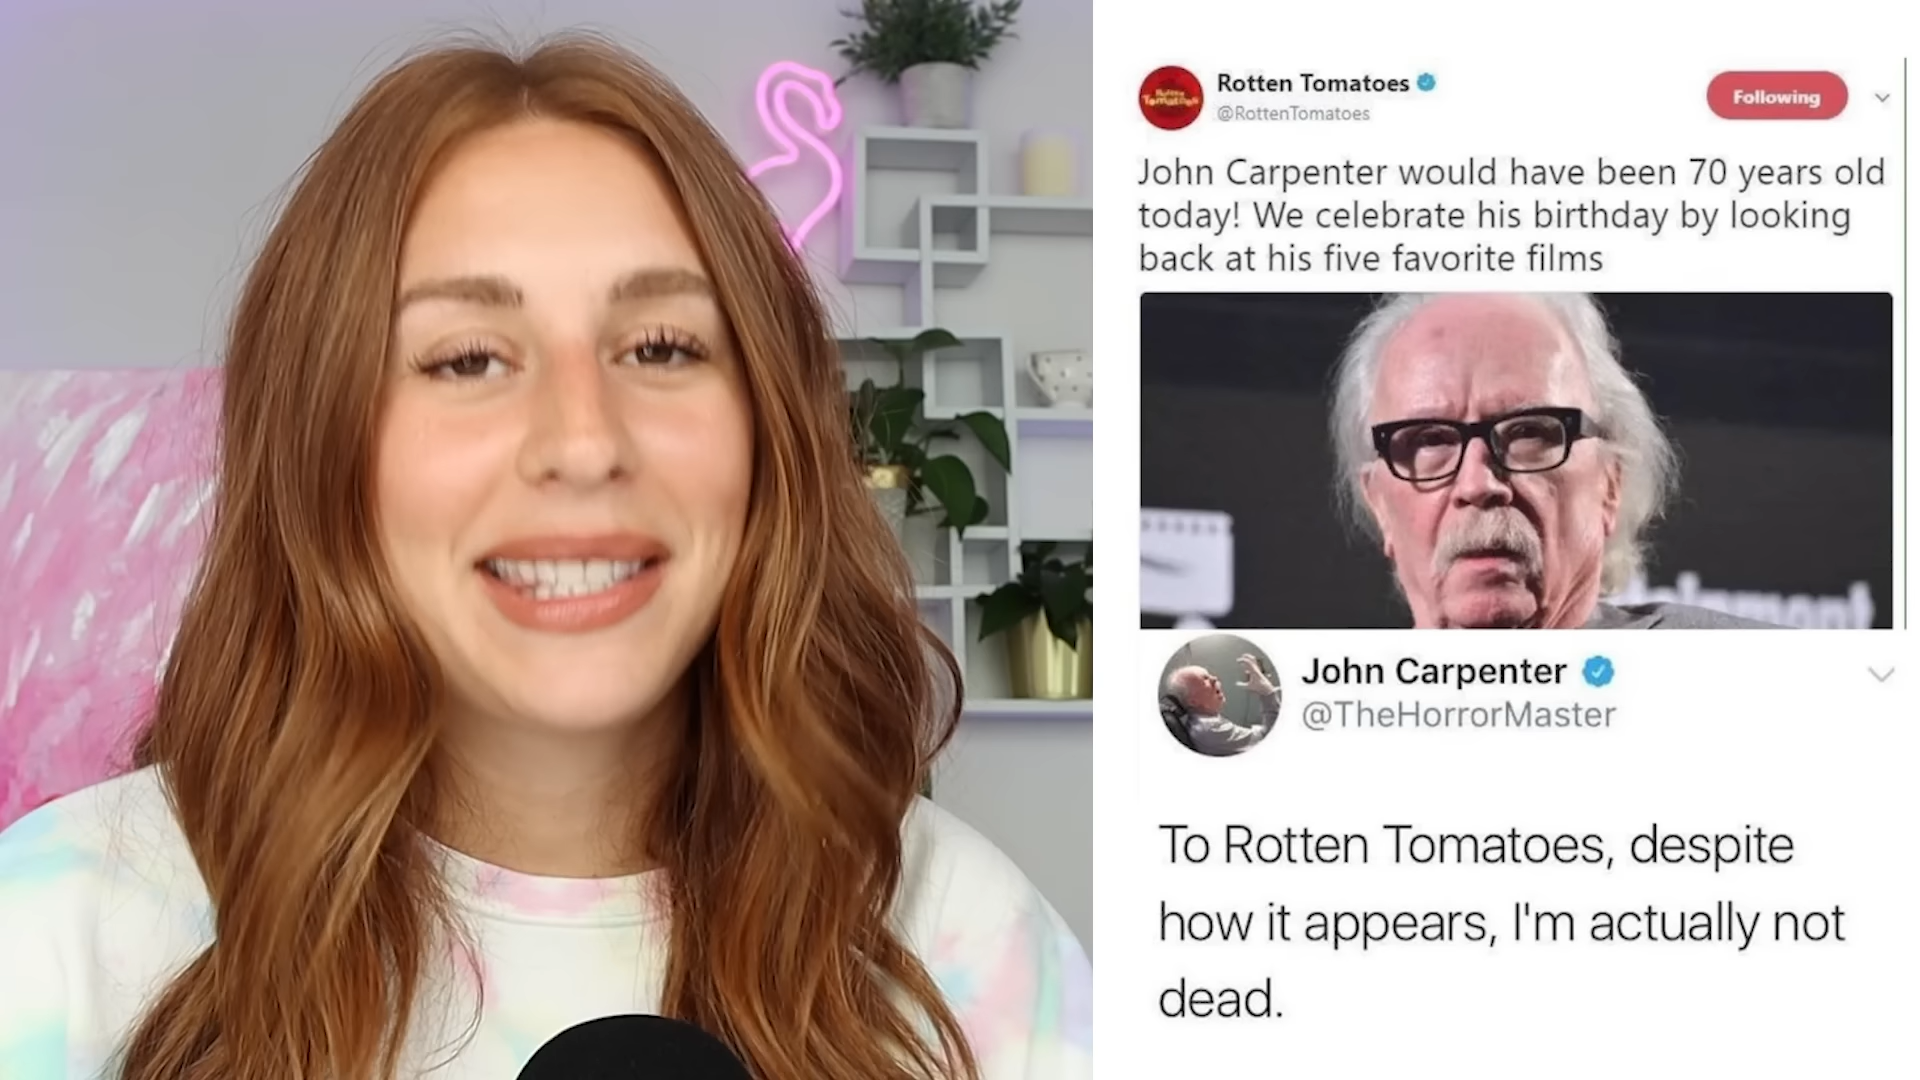 Rotten Tomatoes
Following
@RottenTomatoes
John Carpenter would have been 70 years old
today! We celebrate his birthday by looking
back at his five favorite films
John Carpenter
@TheHorrorMaster
To Rotten Tomatoes, despite
how it appears, I'm actually not
dead.